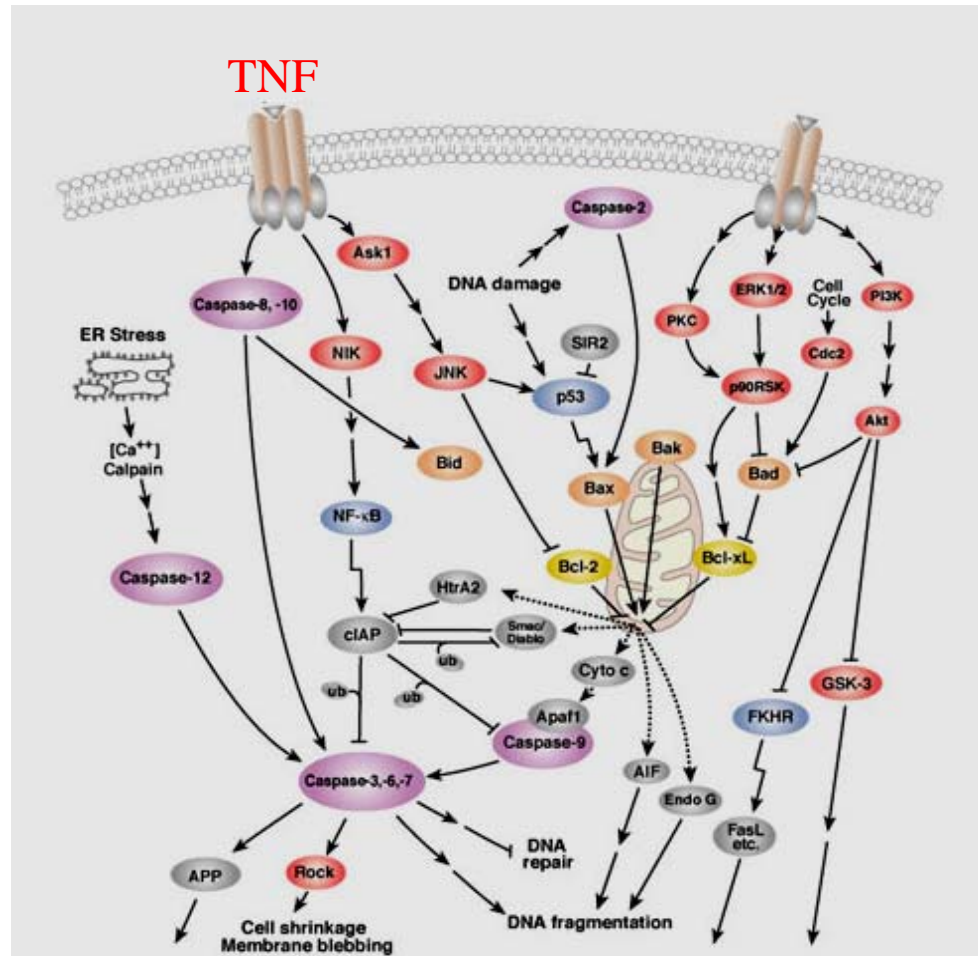 TNF
Caspase-2
Ask1
DNA damage
ERK1/2
Cell
Cycle
PI3K
Caspase-8, -10
PKC
ER Stress
NIK
SIR2
Cdc2
JNK
p53
p90RSK
Akt
[Ca++]
Calpain
Bid
Bak
Bad
Bax
NF-κB
Bcl-2
Bcl-xL
Caspase-12
HtrA2
cIAP
Smac/
Diablo
ub
Cyto c
ub
ub
GSK-3
Apaf1
FKHR
Caspase-9
Caspase-3,-6,-7
AIF
Endo G
FasL
etc.
DNA
repair
APP
Rock
DNA fragmentation
Cell shrinkage
Membrane blebbing